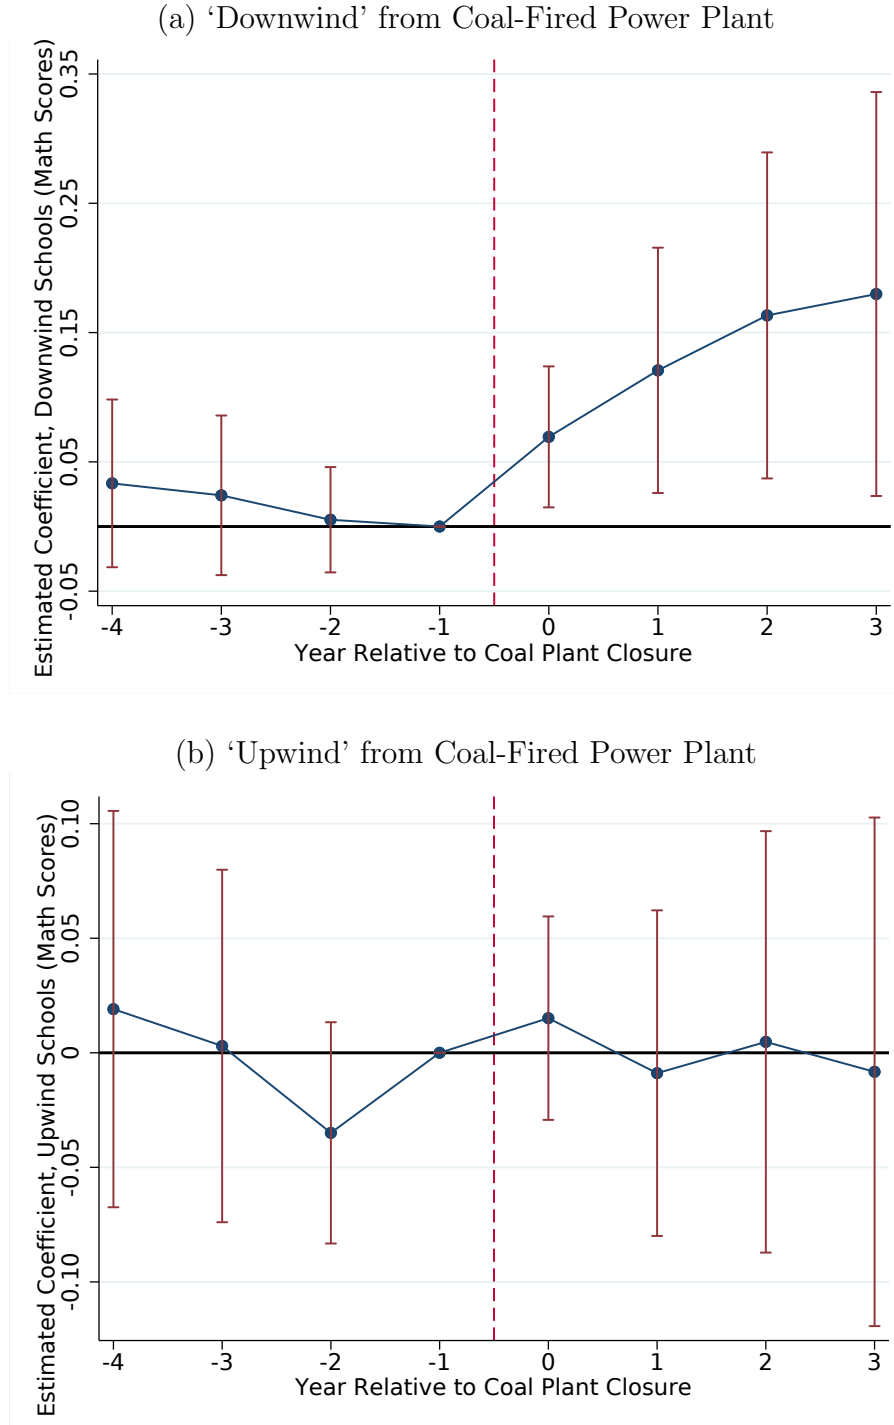 (a) ‘Downwind’ from Coal-Fired Power Plant
Estimated Coefficient, Downwind Schools (Math Scores)
0.35
0.25
0.15
0.05
-0.05
-4 -3 -2 -1 0 1 2 3
Year Relative to Coal Plant Closure
(b) ‘Upwind’ from Coal-Fired Power Plant
Estimated Coefficient, Upwind Schools (Math Scores)
0.10
0.05
0
-0.05
-0.10
-4 -3 -2 -1 0 1 2 3
Year Relative to Coal Plant Closure